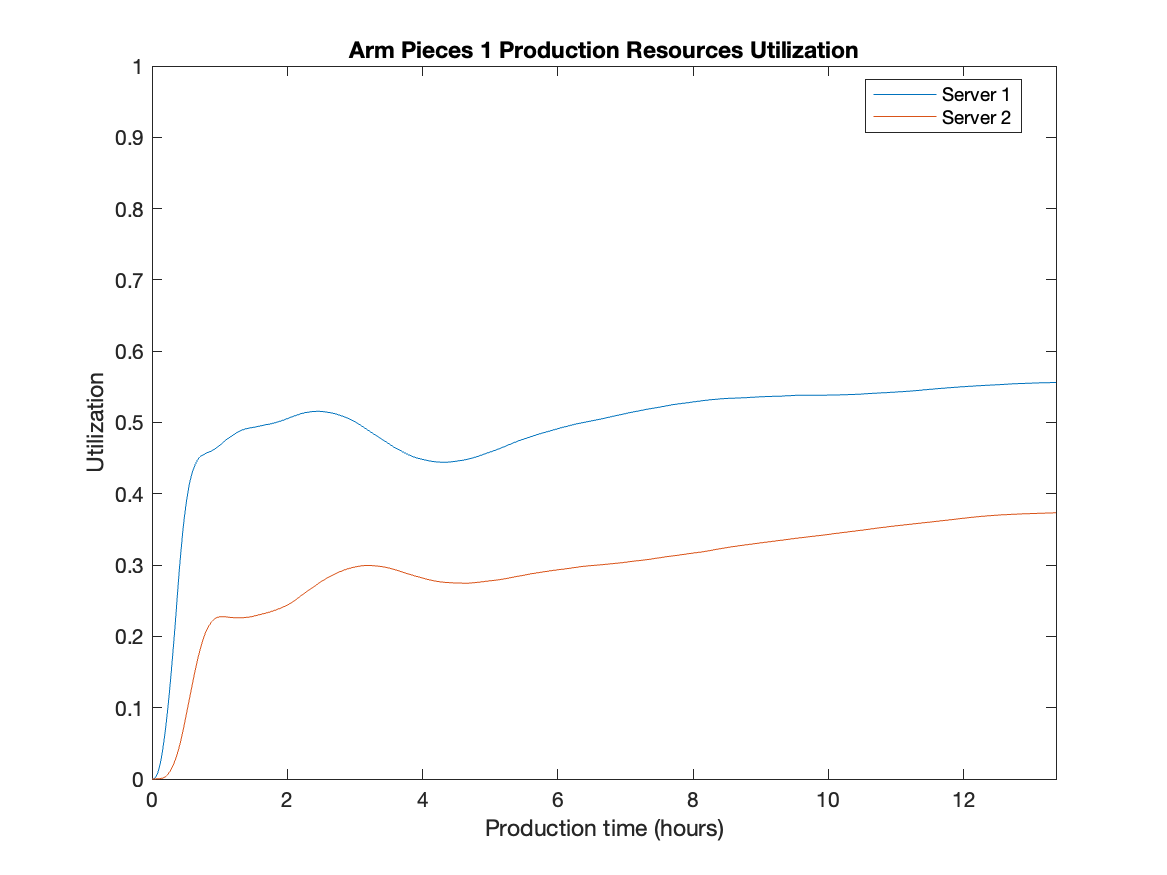 Arm Pieces 1 Production Resources Utilization
1
0.9
0.8
0.7
0.6
0.5
0.4
0.3
0.2
0.1
0
Utilization
Server 1
Server 2
0 2 4 6 8 10 12
Production time (hours)